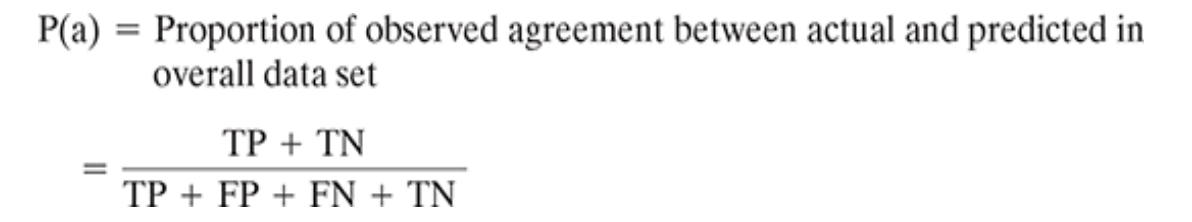 P(a) = Proportion of observed agreement between actual and predicted in
overall data set
TP + TN
=
TP + FP + FN + TN